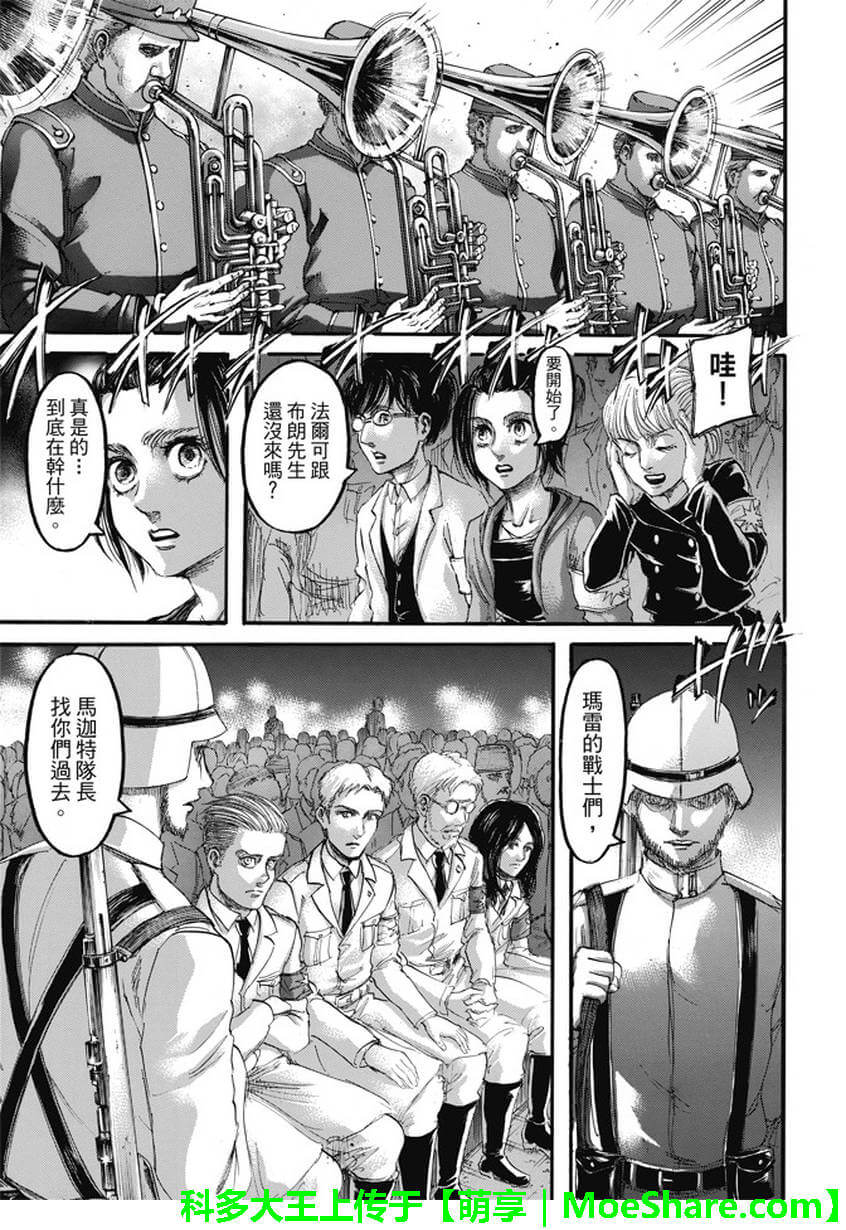 哇！
要開始了。
法爾可跟
布朗先生
還沒來嗎？
真是的…
到底在幹什麼。
瑪雷的戰士們，
馬迦特隊長
找你們過去。
科多大王上传于【萌享｜MoeShare.com】